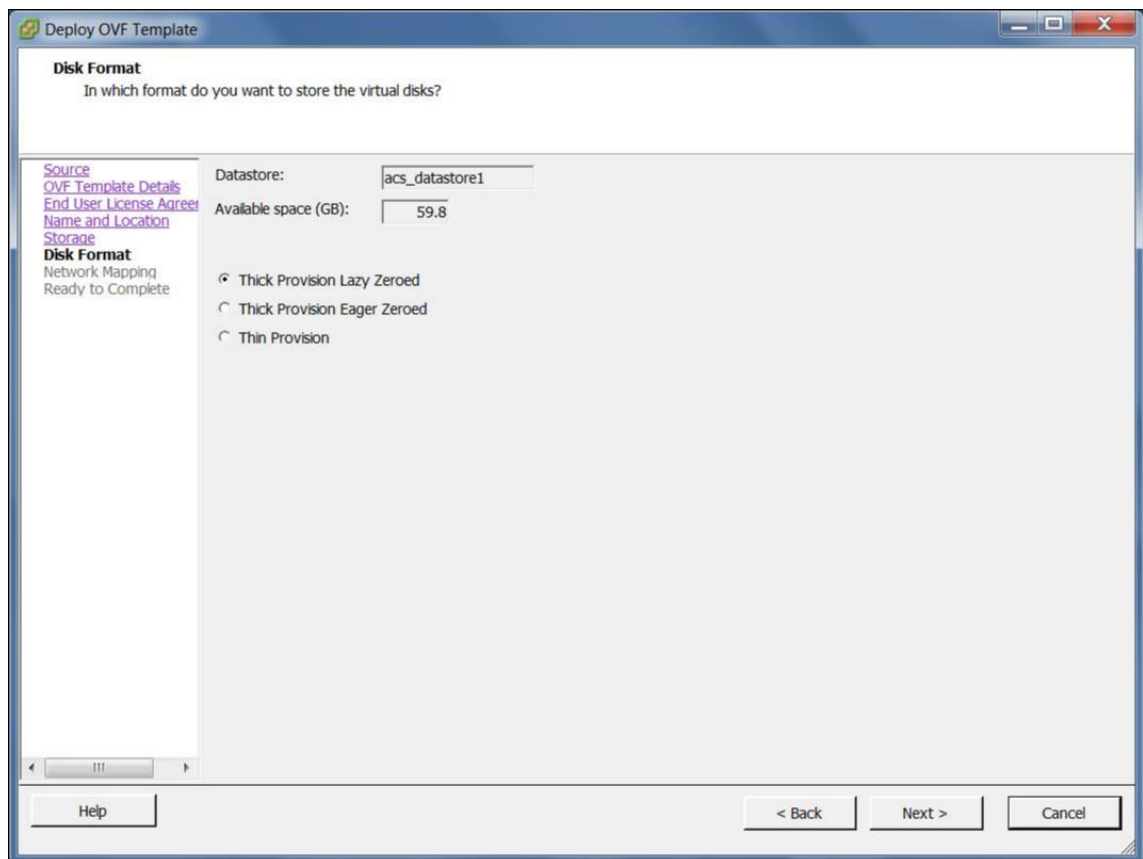 Deploy OVF Template
Disk Format
In which format do you want to store the virtual disks?
Source
OVF Template Details
End User License Agreer
Name and Location
Storage
Disk Format
Network Mapping
Ready to Complete
Datastore: acs_datastore1
Available space (GB): 59.8
Thick Provision Lazy Zeroed
Thick Provision Eager Zeroed
Thin Provision
Help < Back Next > Cancel